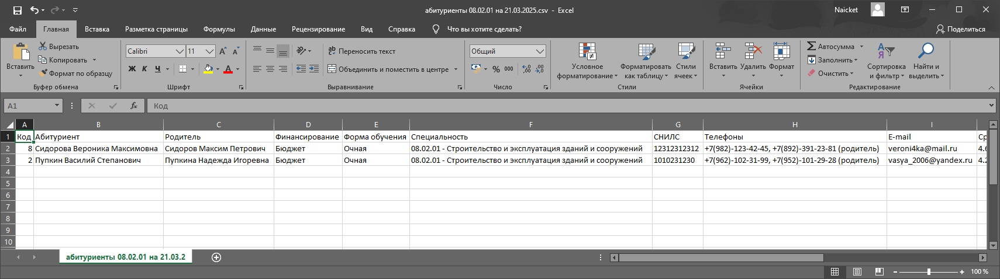 абитуриенты 08.02.01 на 21.03.2025.csv - Excel
Naicket
Файл Главная Вставка Разметка страницы Формулы Данные Рецензирование Вид Справка Что вы хотите сделать? Поделиться
Вставить
Вырезать
Копировать
Формат по образцу
Буфер обмена
Calibri 11
Ж К Ч
Шрифт
Переносить текст
Объединить и поместить в центре
Выравнивание
Общий
% 000
Число
Условное форматирование
Форматировать как таблицу
Стили ячеек
Стили
Вставить Удалить Формат
Ячейки
Автосумма
Заполнить
Очистить
Сортировка и фильтр
Найти и выделить
Редактирование
A1 fx Код
A B C D E F G H I
1 Код Абитуриент Родитель Финансирование Форма обучения Специальность СНИЛС Телефоны E-mail Ср
2 8 Сидорова Вероника Максимовна Сидоров Максим Петрович Бюджет Очная 08.02.01 - Строительство и эксплуатация зданий и сооружений 12312312312 +7(982)-123-42-45, +7(892)-391-23-81 (родитель) veroni4ka@mail.ru 4.6
3 2 Пупкин Василий Степанович Пупкина Надежда Игоревна Бюджет Очная 08.02.01 - Строительство и эксплуатация зданий и сооружений 1010231230 +7(962)-102-31-99, +7(952)-101-29-28 (родитель) vasya_2006@yandex.ru 4.2
4
5
6
7
8
9
10
абитуриенты 08.02.01 на 21.03.2
100 %